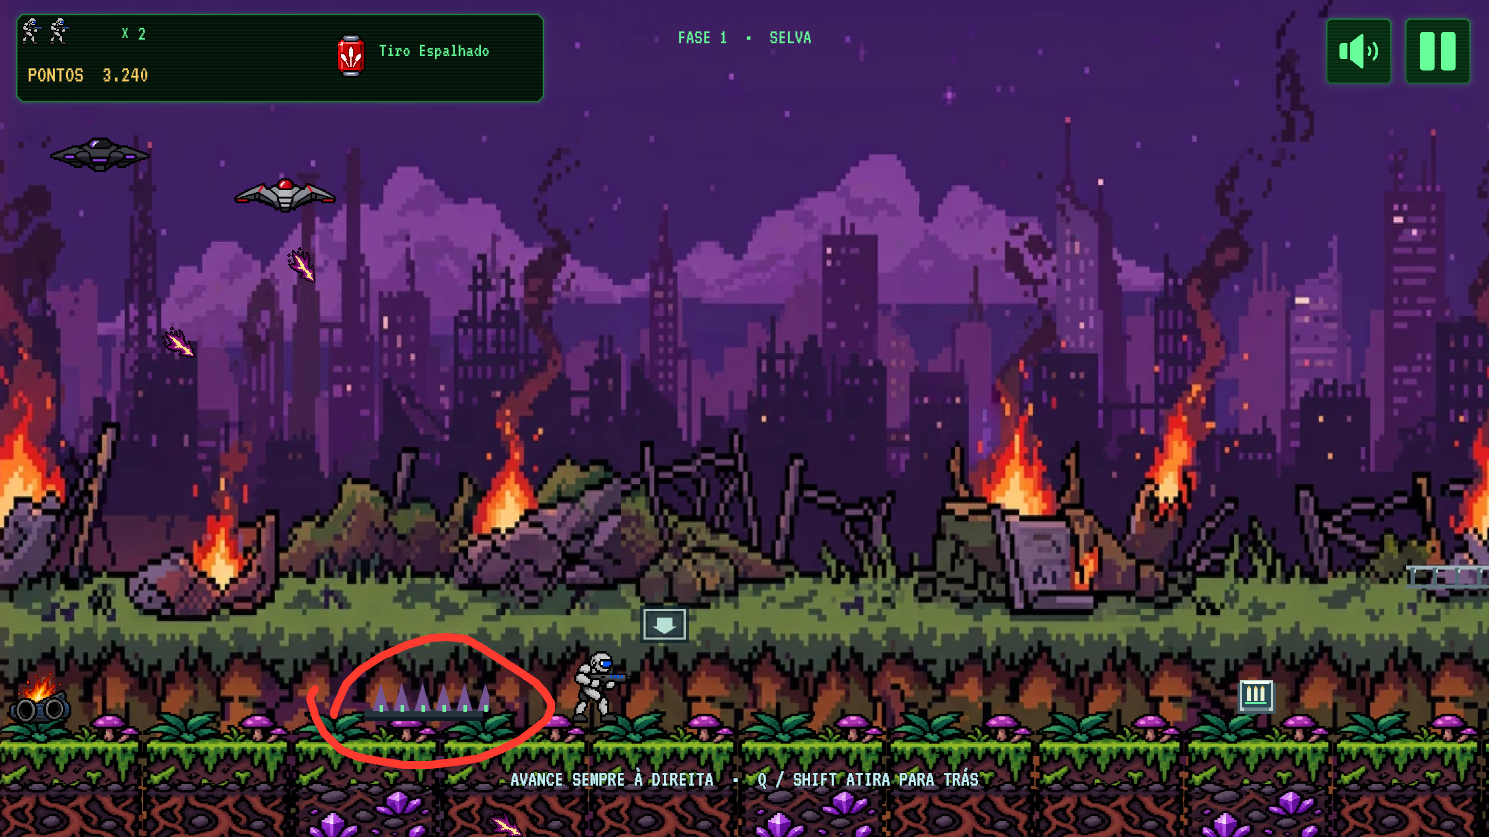 X 2
Tiro Espalhado
PONTOS 3.240
FASE 1 · SELVA
AVANCE SEMPRE À DIREITA · Q / SHIFT ATIRA PARA TRÁS